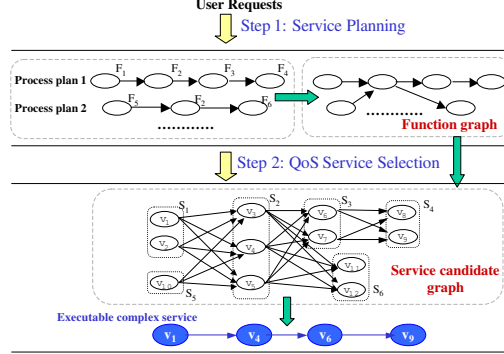 User Requests
Step 1: Service Planning
Process plan 1
F1 F2 F3 F4
Process plan 2
F5 F2 F6
............
............
Function graph
Step 2: QoS Service Selection
S1 S2 S3 S4
v1 v3 v6 v8
v2 v4 v7 v9
v10 v5 v11
S5 v12 S6
Service candidate
graph
Executable complex service
v1 v4 v6 v9